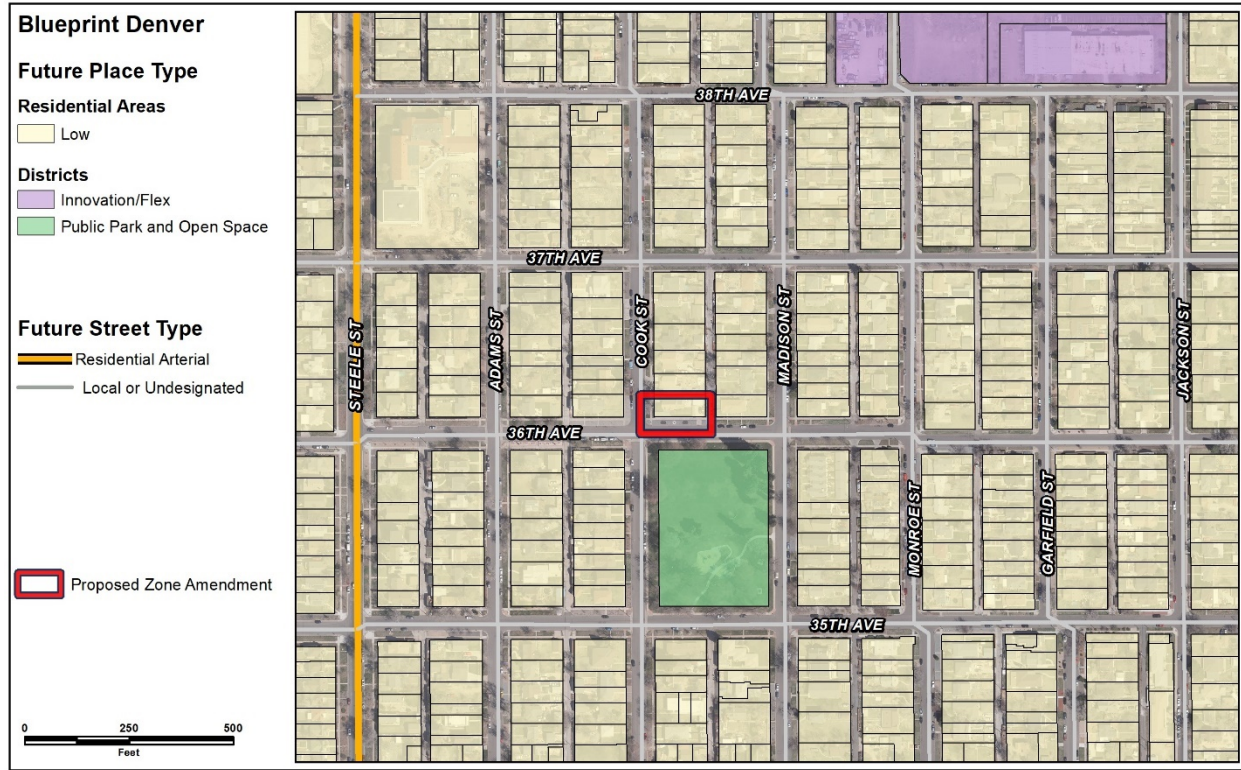 Blueprint Denver
Future Place Type
Residential Areas
Low
Districts
Innovation/Flex
Public Park and Open Space
Future Street Type
Residential Arterial
Local or Undesignated
Proposed Zone Amendment
0 250 500
Feet
38TH AVE
37TH AVE
STEELE ST
ADAMS ST
COOK ST
MADISON ST
JACKSON ST
36TH AVE
MONROE ST
GARFIELD ST
35TH AVE